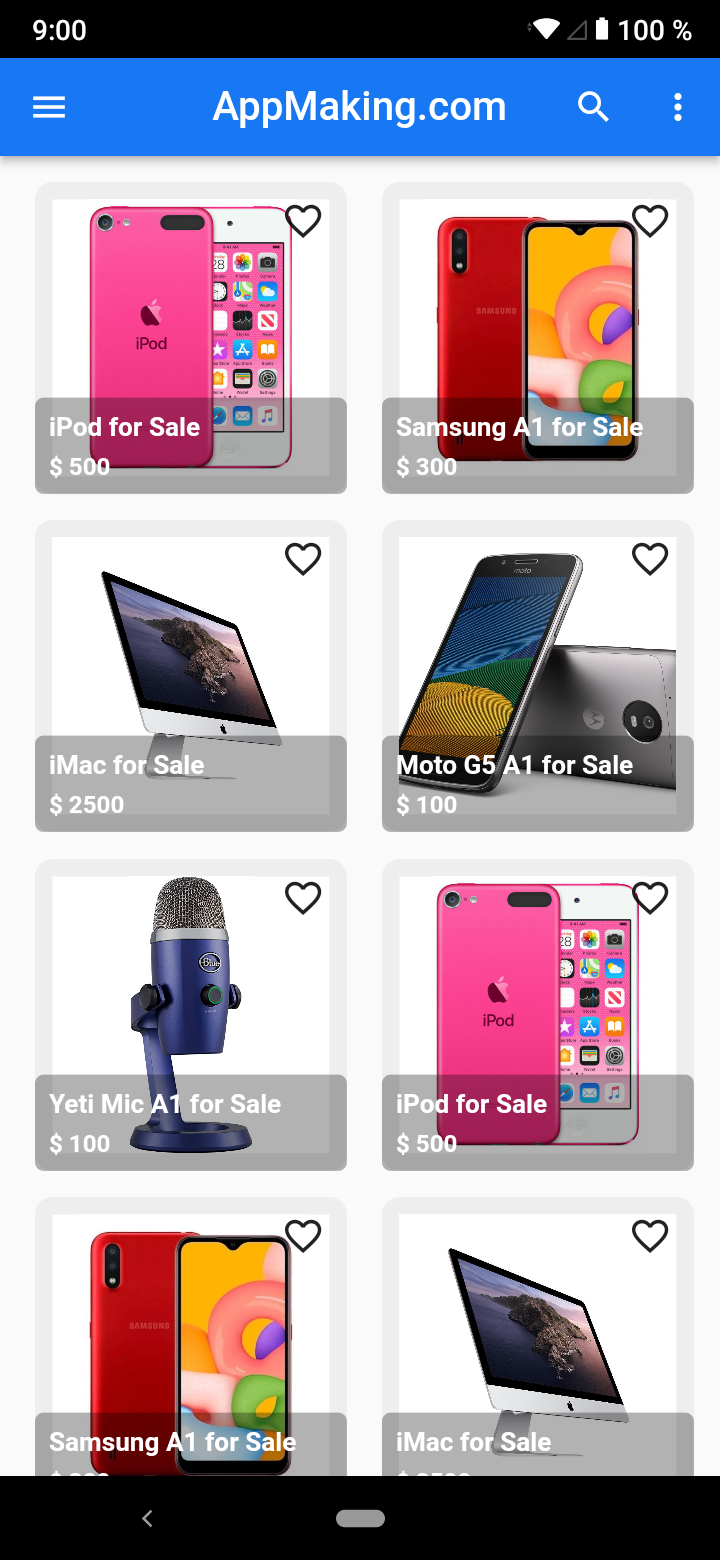 9:00
100 %
AppMaking.com
iPod
iPod for Sale
$ 500
SAMSUNG
Samsung A1 for Sale
$ 300
iMac for Sale
$ 2500
moto
Moto G5 A1 for Sale
$ 100
Blue
Yeti Mic A1 for Sale
$ 100
iPod
iPod for Sale
$ 500
SAMSUNG
Samsung A1 for Sale
iMac for Sale